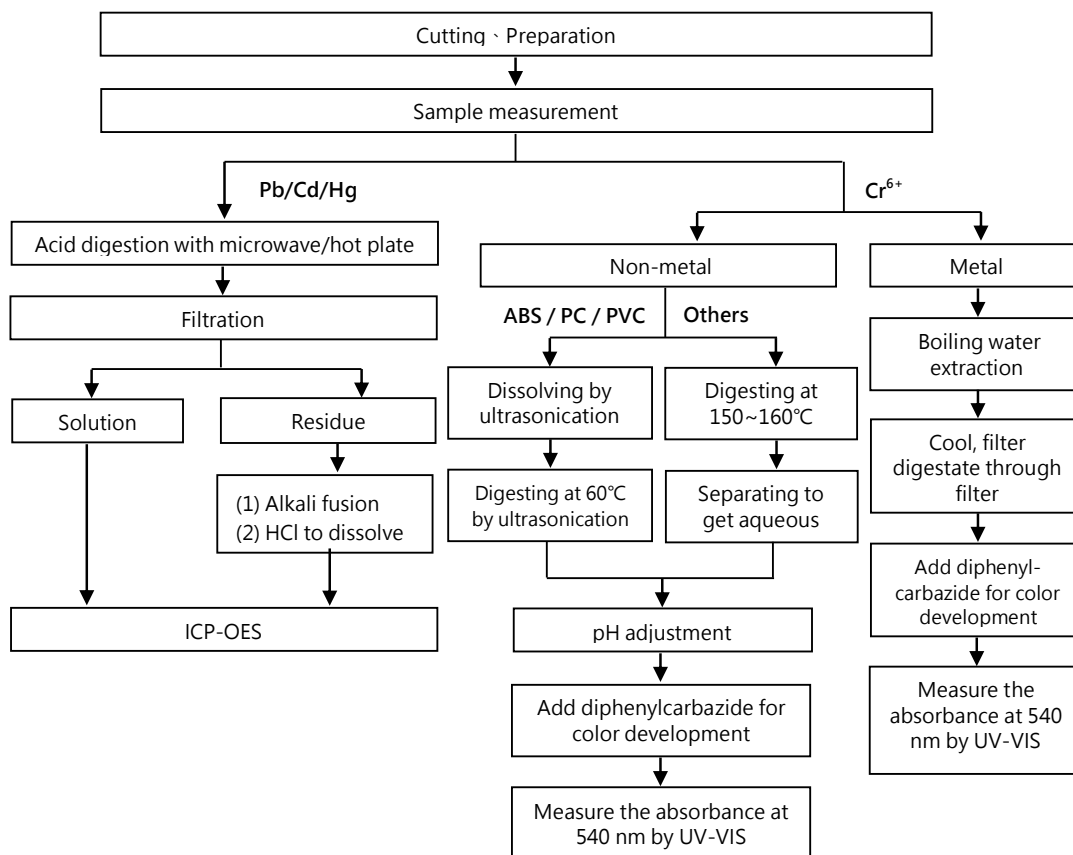 Cutting、Preparation
Sample measurement
Pb/Cd/Hg
Cr⁶⁺
Acid digestion with microwave/hot plate
Non-metal
Metal
Filtration
ABS / PC / PVC
Others
Boiling water
extraction
Solution
Residue
Dissolving by
ultrasonication
Digesting at
150~160℃
Cool, filter
digestate through
filter
(1) Alkali fusion
(2) HCl to dissolve
Digesting at 60℃
by ultrasonication
Separating to
get aqueous
Add diphenyl-
carbazide for color
development
ICP-OES
pH adjustment
Measure the
absorbance at 540
nm by UV-VIS
Add diphenylcarbazide for
color development
Measure the absorbance at
540 nm by UV-VIS